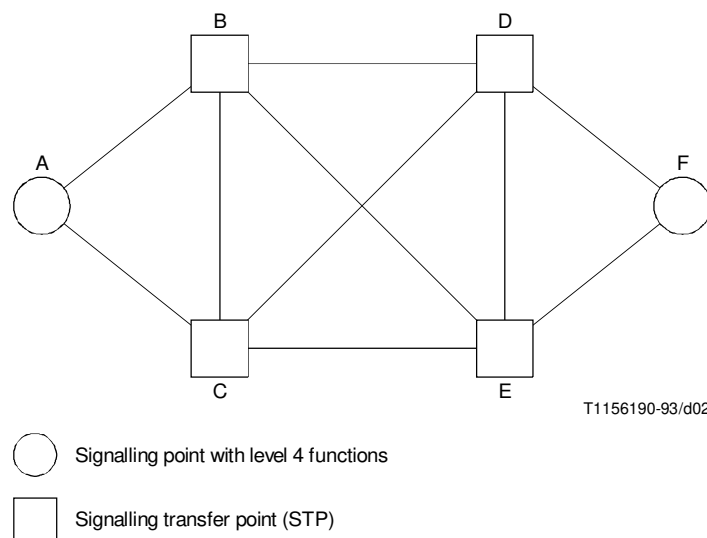 B
D
A
F
C
E
T1156190-93/d02
Signalling point with level 4 functions
Signalling transfer point (STP)